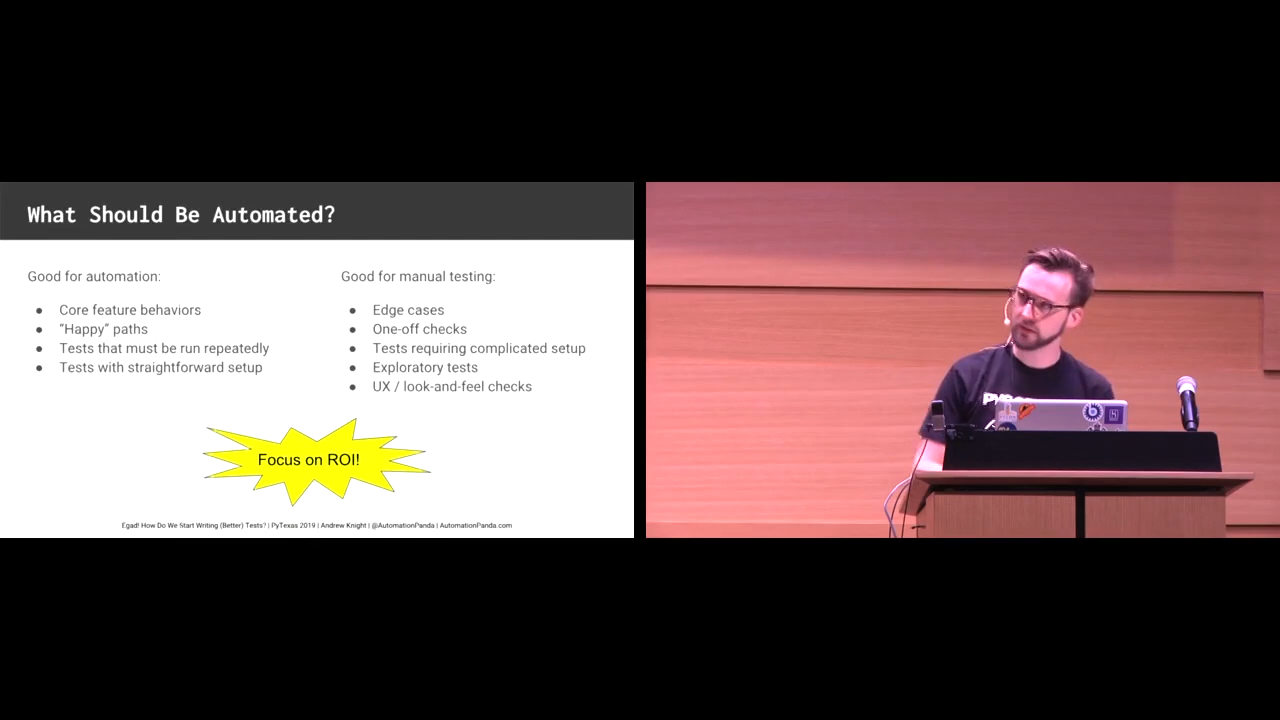 What Should Be Automated?
Good for automation:
● Core feature behaviors
● “Happy” paths
● Tests that must be run repeatedly
● Tests with straightforward setup
Good for manual testing:
● Edge cases
● One-off checks
● Tests requiring complicated setup
● Exploratory tests
● UX / look-and-feel checks
Focus on ROI!
Egad! How Do We Start Writing (Better) Tests? | PyTexas 2019 | Andrew Knight | @AutomationPanda | AutomationPanda.com